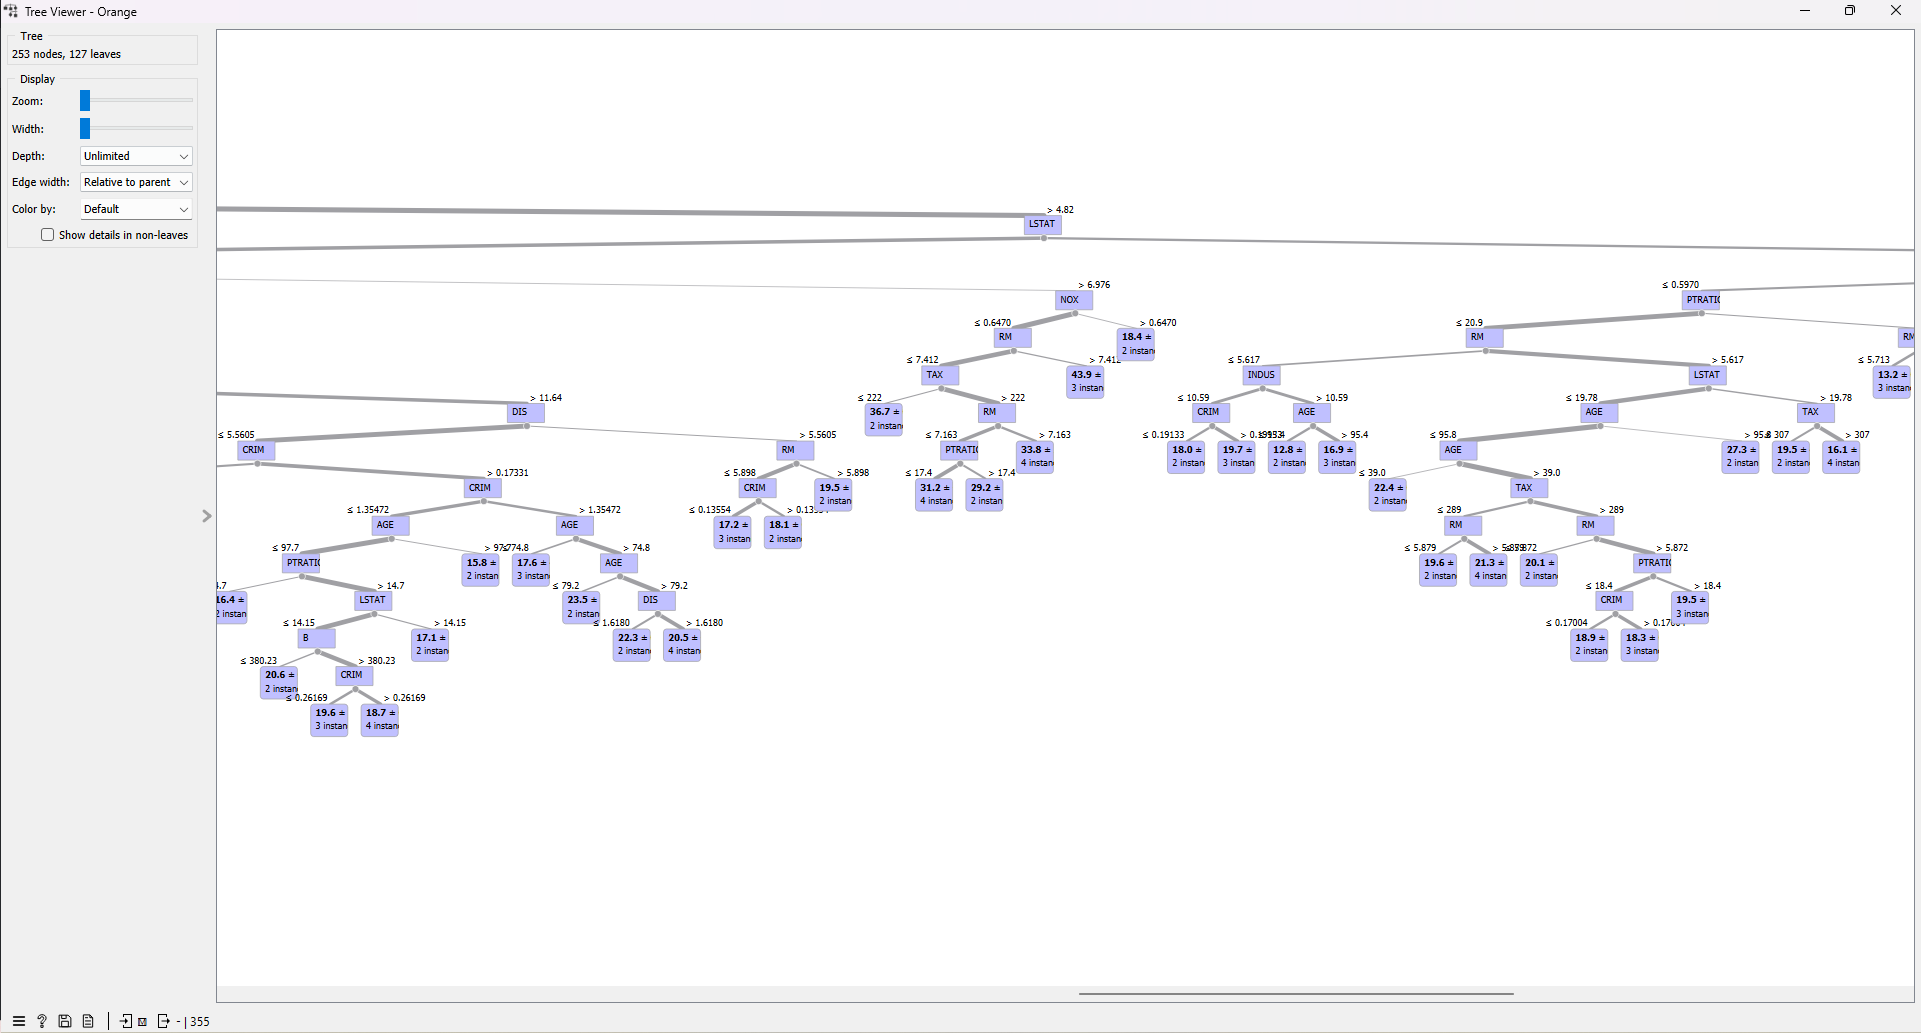 Tree Viewer - Orange
Tree
253 nodes, 127 leaves
Display
Zoom:
Width:
Depth: Unlimited
Edge width: Relative to parent
Color by: Default
Show details in non-leaves
> 4.82
LSTAT
> 6.976 ≤ 0.5970
NOX PTRATIO
≤ 0.6470 > 0.6470 ≤ 20.9
RM 18.4 ± RM RM
2 instan
≤ 7.412 > 7.412 ≤ 5.617 > 5.617 ≤ 5.713
TAX 43.9 ± INDUS LSTAT 13.2 ±
3 instan 3 instan
> 11.64 ≤ 222 > 222 ≤ 10.59 > 10.59 ≤ 19.78 > 19.78
DIS 36.7 ± RM CRIM AGE AGE TAX
2 instan
≤ 5.5605 > 5.5605 ≤ 7.163 > 7.163 ≤ 0.19133 ≤ 95.4 > 95.4 ≤ 95.8 > 95.8 ≤ 307 > 307
CRIM RM PTRATIO 33.8 ± 18.0 ± 19.7 ± 12.8 ± 16.9 ± AGE 27.3 ± 19.5 ± 16.1 ±
4 instan 2 instan 3 instan 2 instan 3 instan 2 instan 2 instan 4 instan
> 0.17331 ≤ 5.898 > 5.898 ≤ 17.4 > 17.4 ≤ 39.0 > 39.0
CRIM CRIM 19.5 ± 31.2 ± 29.2 ± 22.4 ± TAX
2 instan 4 instan 2 instan 2 instan
≤ 1.35472 > 1.35472 ≤ 0.13554 > 0.13554 ≤ 289 > 289
AGE AGE 17.2 ± 18.1 ± RM RM
3 instan 2 instan
≤ 97.7 > 97.7 ≤ 74.8 > 74.8 ≤ 5.879 > 5.879 ≤ 5.872 > 5.872
PTRATIO 15.8 ± 17.6 ± AGE 19.6 ± 21.3 ± 20.1 ± PTRATIO
2 instan 3 instan 2 instan 4 instan 2 instan
4.7 > 14.7 ≤ 79.2 > 79.2 ≤ 18.4 > 18.4
16.4 ± LSTAT 23.5 ± DIS CRIM 19.5 ±
2 instan 2 instan 3 instan
≤ 14.15 > 14.15 ≤ 1.6180 > 1.6180 ≤ 0.17004 > 0.17004
B 17.1 ± 22.3 ± 20.5 ± 18.9 ± 18.3 ±
2 instan 2 instan 4 instan 2 instan 3 instan
≤ 380.23 > 380.23
20.6 ± CRIM
2 instan
≤ 0.26169 > 0.26169
19.6 ± 18.7 ±
3 instan 4 instan
- | 355